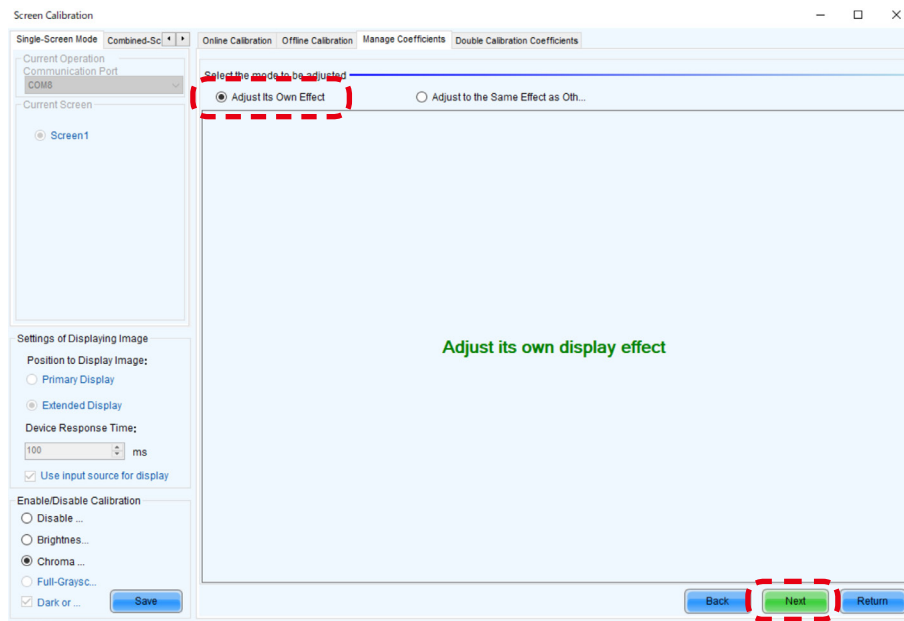 Screen Calibration
Single-Screen Mode Combined-Sc
Current Operation
Communication Port
COM8
Current Screen
Screen1
Settings of Displaying Image
Position to Display Image:
Primary Display
Extended Display
Device Response Time:
100 ms
Use input source for display
Enable/Disable Calibration
Disable ...
Brightnes...
Chroma ...
Full-Graysc...
Dark or ... Save
Online Calibration Offline Calibration Manage Coefficients Double Calibration Coefficients
Select the mode to be adjusted
Adjust Its Own Effect Adjust to the Same Effect as Oth...
Adjust its own display effect
Back Next Return